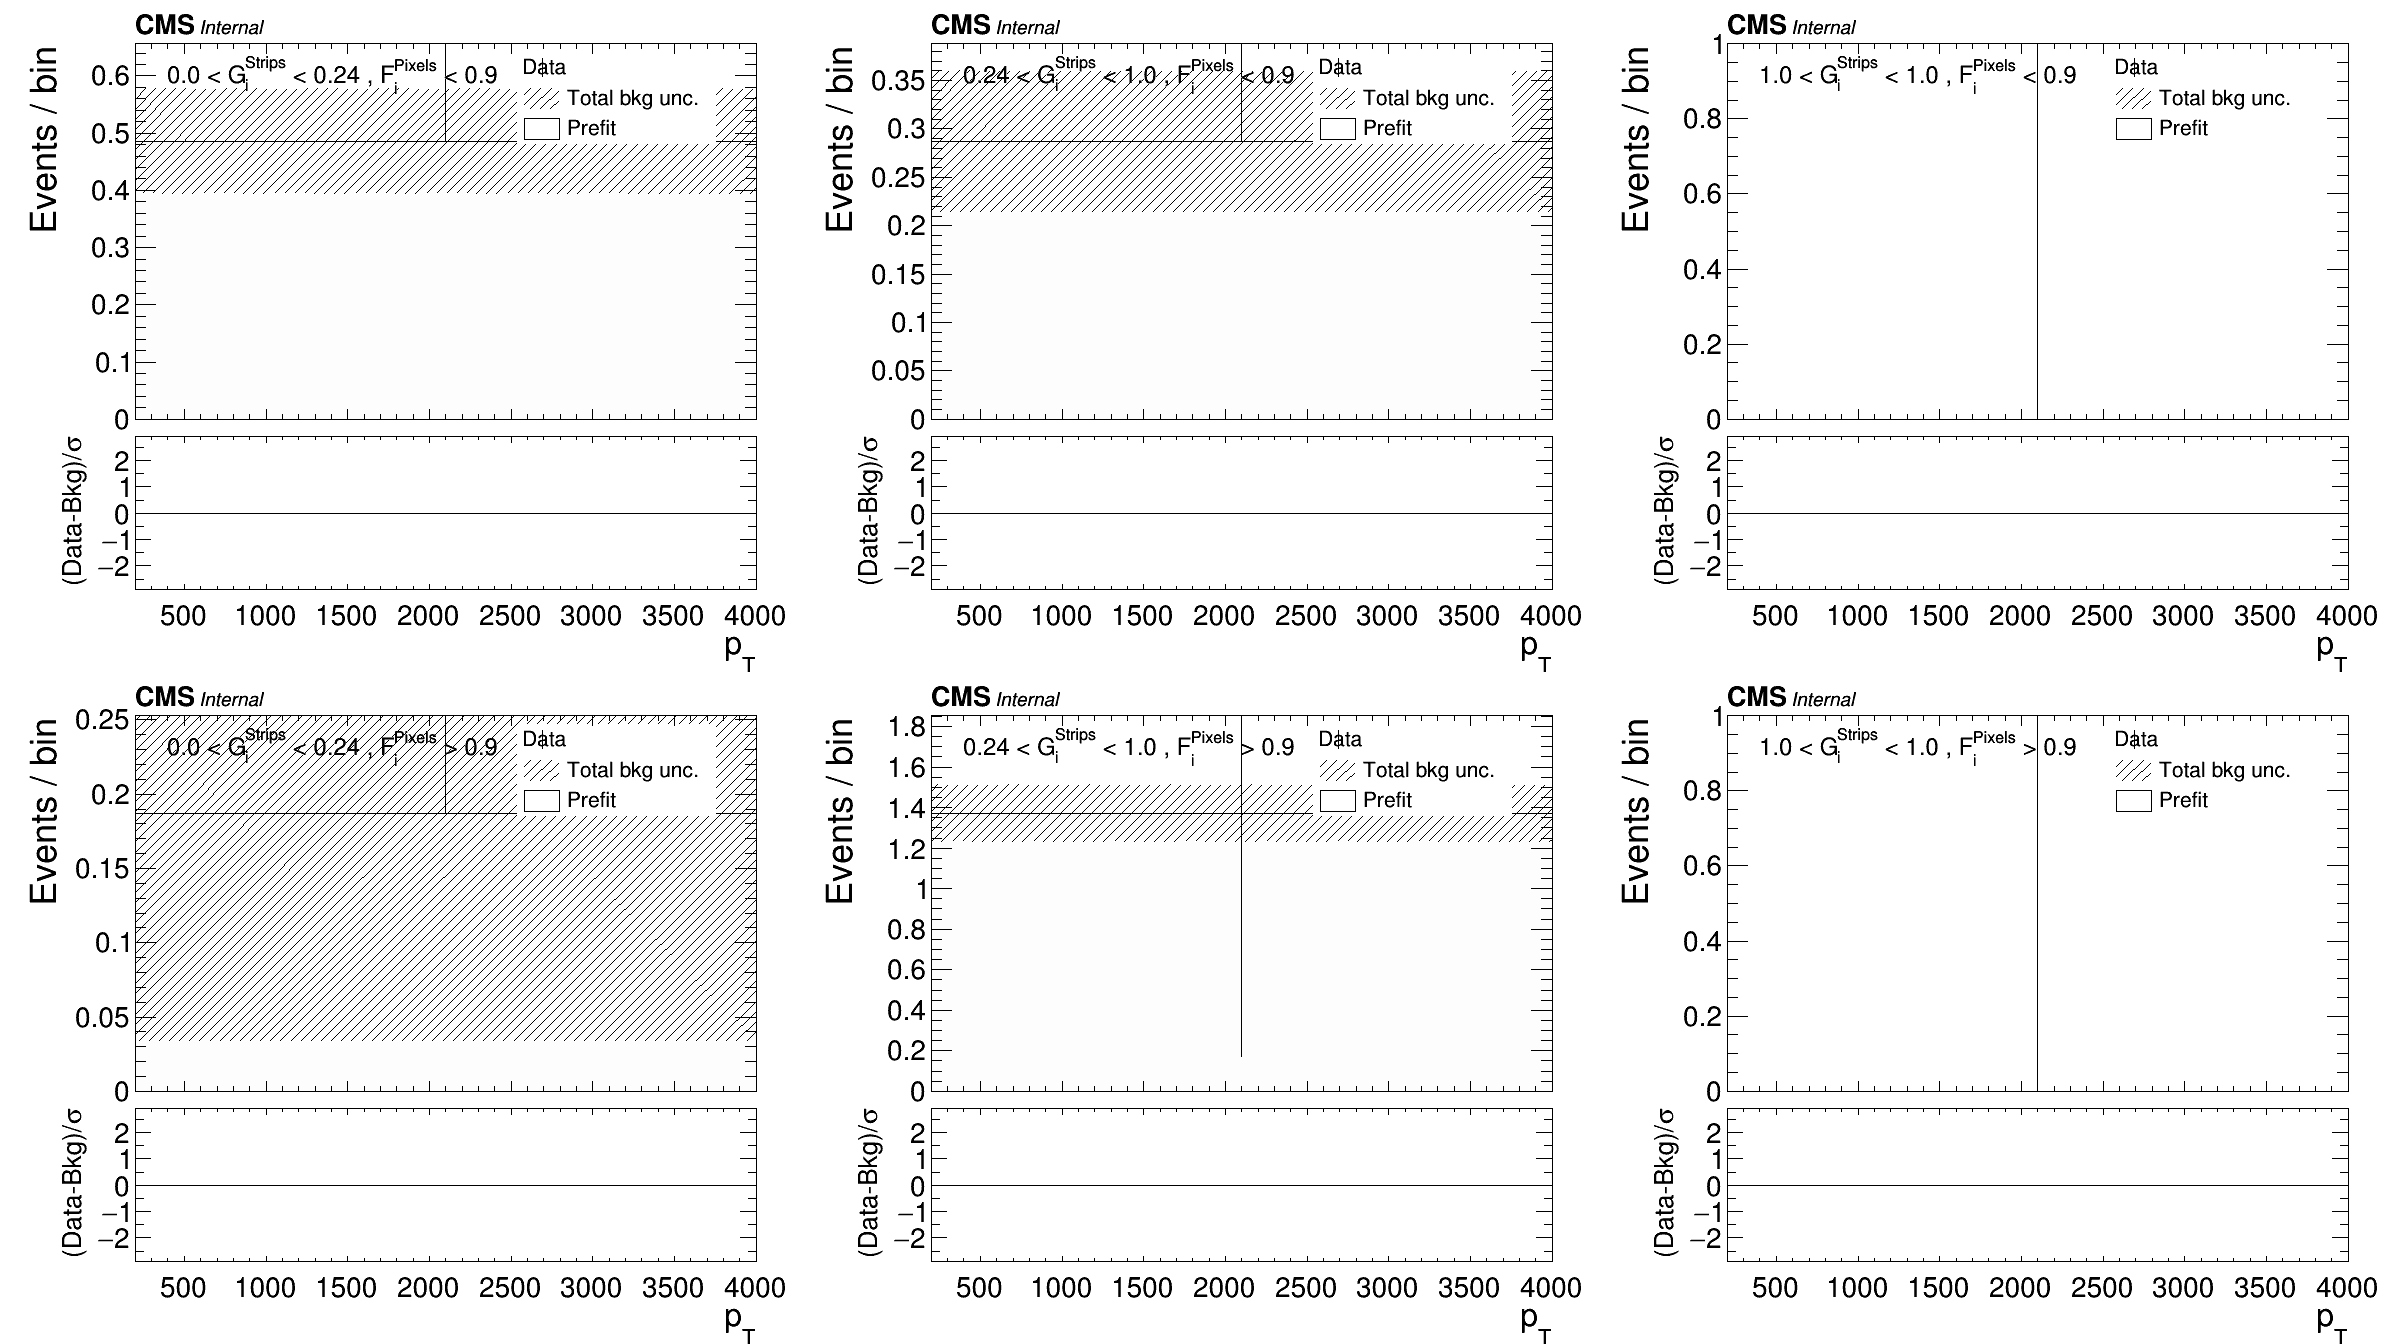 CMS Internal
Events / bin
0.0 < G_i^Strips < 0.24 , F_i^Pixels < 0.9
Data
Total bkg unc.
Prefit
0.6
0.5
0.4
0.3
0.2
0.1
0
(Data-Bkg)/σ
2
1
0
−1
−2
500 1000 1500 2000 2500 3000 3500 4000
p_T
CMS Internal
Events / bin
0.24 < G_i^Strips < 1.0 , F_i^Pixels < 0.9
Data
Total bkg unc.
Prefit
0.35
0.3
0.25
0.2
0.15
0.1
0.05
0
(Data-Bkg)/σ
2
1
0
−1
−2
500 1000 1500 2000 2500 3000 3500 4000
p_T
CMS Internal
Events / bin
1.0 < G_i^Strips < 1.0 , F_i^Pixels < 0.9
Data
Total bkg unc.
Prefit
1
0.8
0.6
0.4
0.2
0
(Data-Bkg)/σ
2
1
0
−1
−2
500 1000 1500 2000 2500 3000 3500 4000
p_T
CMS Internal
Events / bin
0.0 < G_i^Strips < 0.24 , F_i^Pixels > 0.9
Data
Total bkg unc.
Prefit
0.25
0.2
0.15
0.1
0.05
0
(Data-Bkg)/σ
2
1
0
−1
−2
500 1000 1500 2000 2500 3000 3500 4000
p_T
CMS Internal
Events / bin
0.24 < G_i^Strips < 1.0 , F_i^Pixels > 0.9
Data
Total bkg unc.
Prefit
1.8
1.6
1.4
1.2
1
0.8
0.6
0.4
0.2
0
(Data-Bkg)/σ
2
1
0
−1
−2
500 1000 1500 2000 2500 3000 3500 4000
p_T
CMS Internal
Events / bin
1.0 < G_i^Strips < 1.0 , F_i^Pixels > 0.9
Data
Total bkg unc.
Prefit
1
0.8
0.6
0.4
0.2
0
(Data-Bkg)/σ
2
1
0
−1
−2
500 1000 1500 2000 2500 3000 3500 4000
p_T